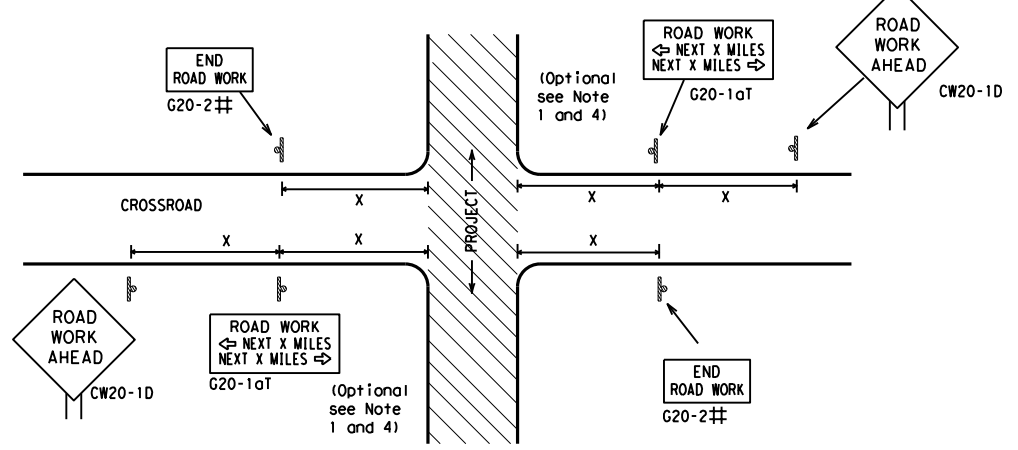 END
ROAD WORK
G20-2#
ROAD WORK
⇦ NEXT X MILES
NEXT X MILES ⇨
G20-1aT
(Optional
see Note
1 and 4)
ROAD
WORK
AHEAD
CW20-1D
X
X
X
CROSSROAD
PROJECT
X
X
X
ROAD
WORK
AHEAD
CW20-1D
ROAD WORK
⇦ NEXT X MILES
NEXT X MILES ⇨
G20-1aT
(Optional
see Note
1 and 4)
END
ROAD WORK
G20-2#